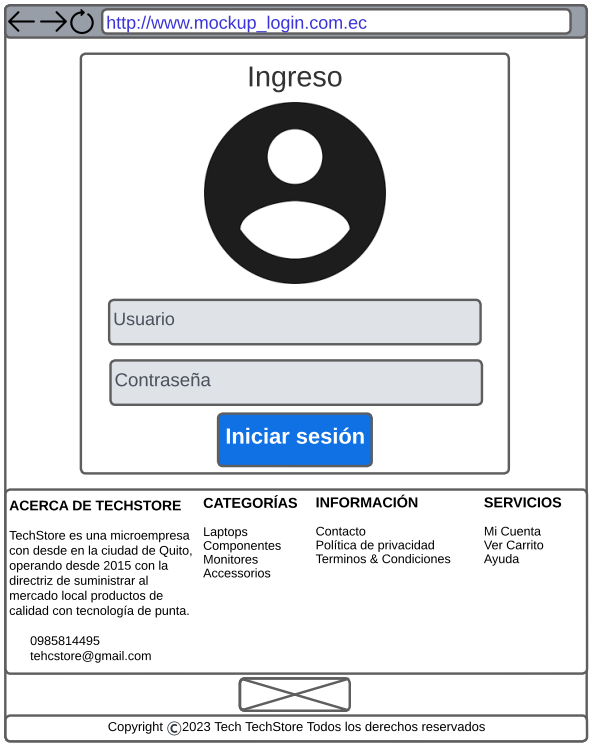 http://www.mockup_login.com.ec
Ingreso
Usuario
Contraseña
Iniciar sesión
ACERCA DE TECHSTORE
TechStore es una microempresa
con desde en la ciudad de Quito,
operando desde 2015 con la
directriz de suministrar al
mercado local productos de
calidad con tecnología de punta.
0985814495
tehcstore@gmail.com
CATEGORÍAS
Laptops
Componentes
Monitores
Accessorios
INFORMACIÓN
Contacto
Política de privacidad
Terminos & Condiciones
SERVICIOS
Mi Cuenta
Ver Carrito
Ayuda
Copyright ©2023 Tech TechStore Todos los derechos reservados